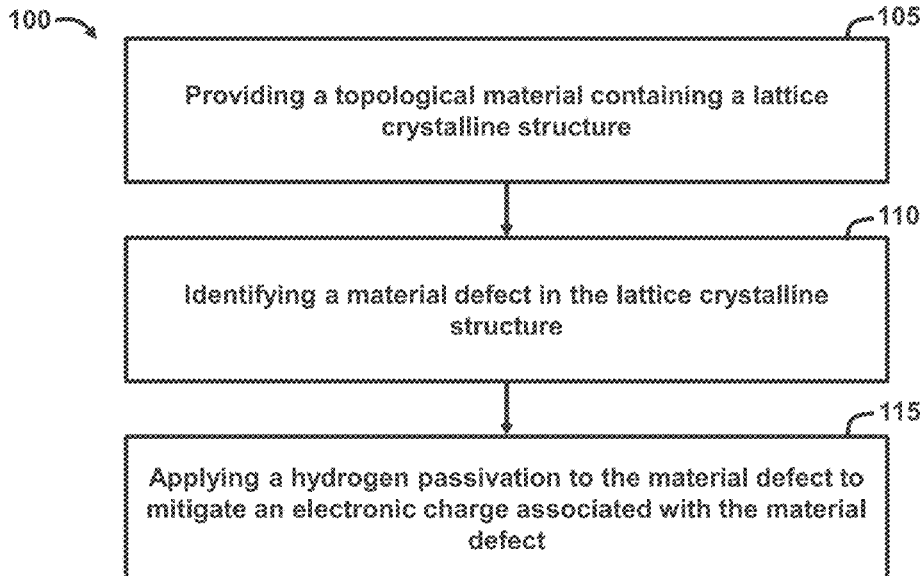 100
105
Providing a topological material containing a lattice
crystalline structure
110
Identifying a material defect in the lattice crystalline
structure
115
Applying a hydrogen passivation to the material defect to
mitigate an electronic charge associated with the material
defect